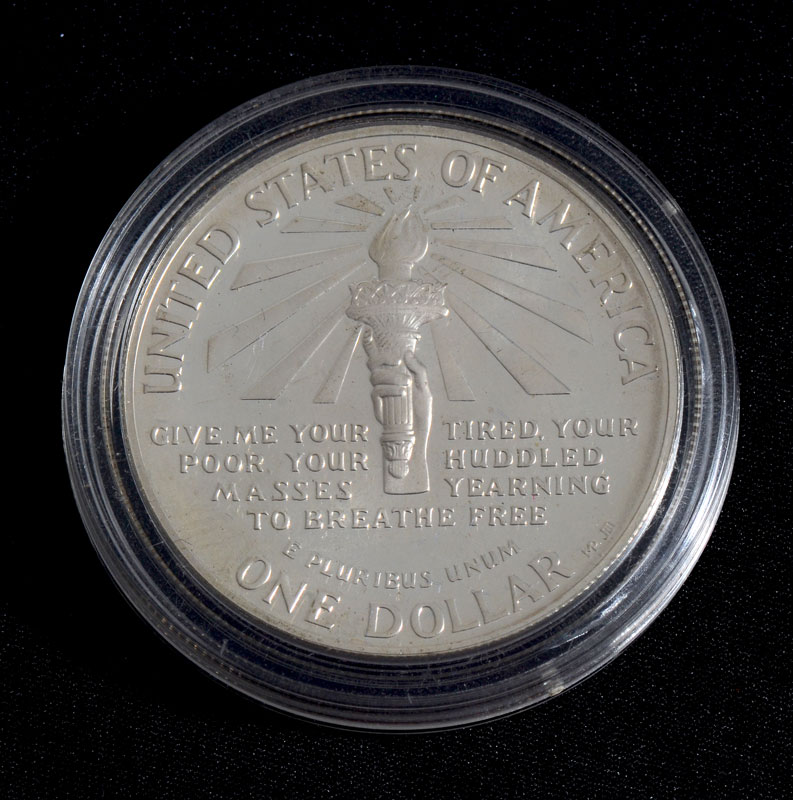 UNITED STATES OF AMERICA
GIVE ME YOUR TIRED, YOUR
POOR, YOUR HUDDLED
MASSES YEARNING
TO BREATHE FREE
E PLURIBUS UNUM
ONE DOLLAR